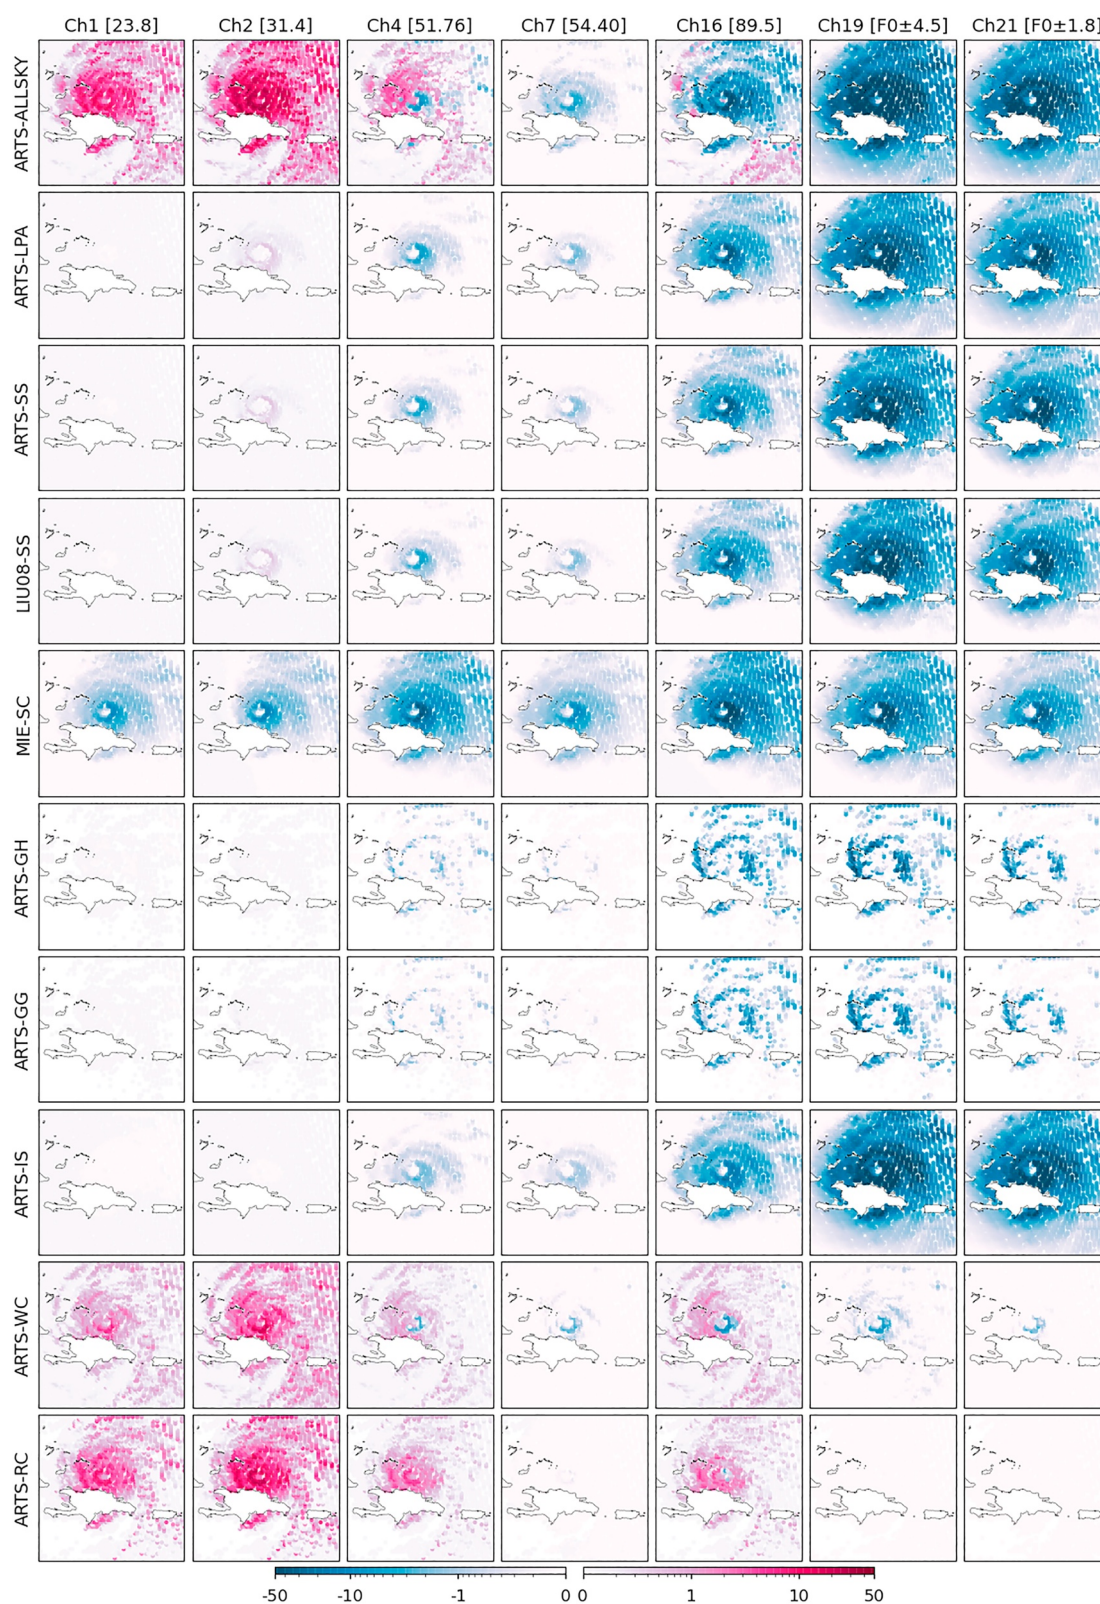 Ch1 [23.8] Ch2 [31.4] Ch4 [51.76] Ch7 [54.40] Ch16 [89.5] Ch19 [F0±4.5] Ch21 [F0±1.8]
ARTS-ALLSKY
ARTS-LPA
ARTS-SS
LIU08-SS
MIE-SC
ARTS-GH
ARTS-GG
ARTS-IS
ARTS-WC
ARTS-RC
-50 -10 -1 0 0 1 10 50